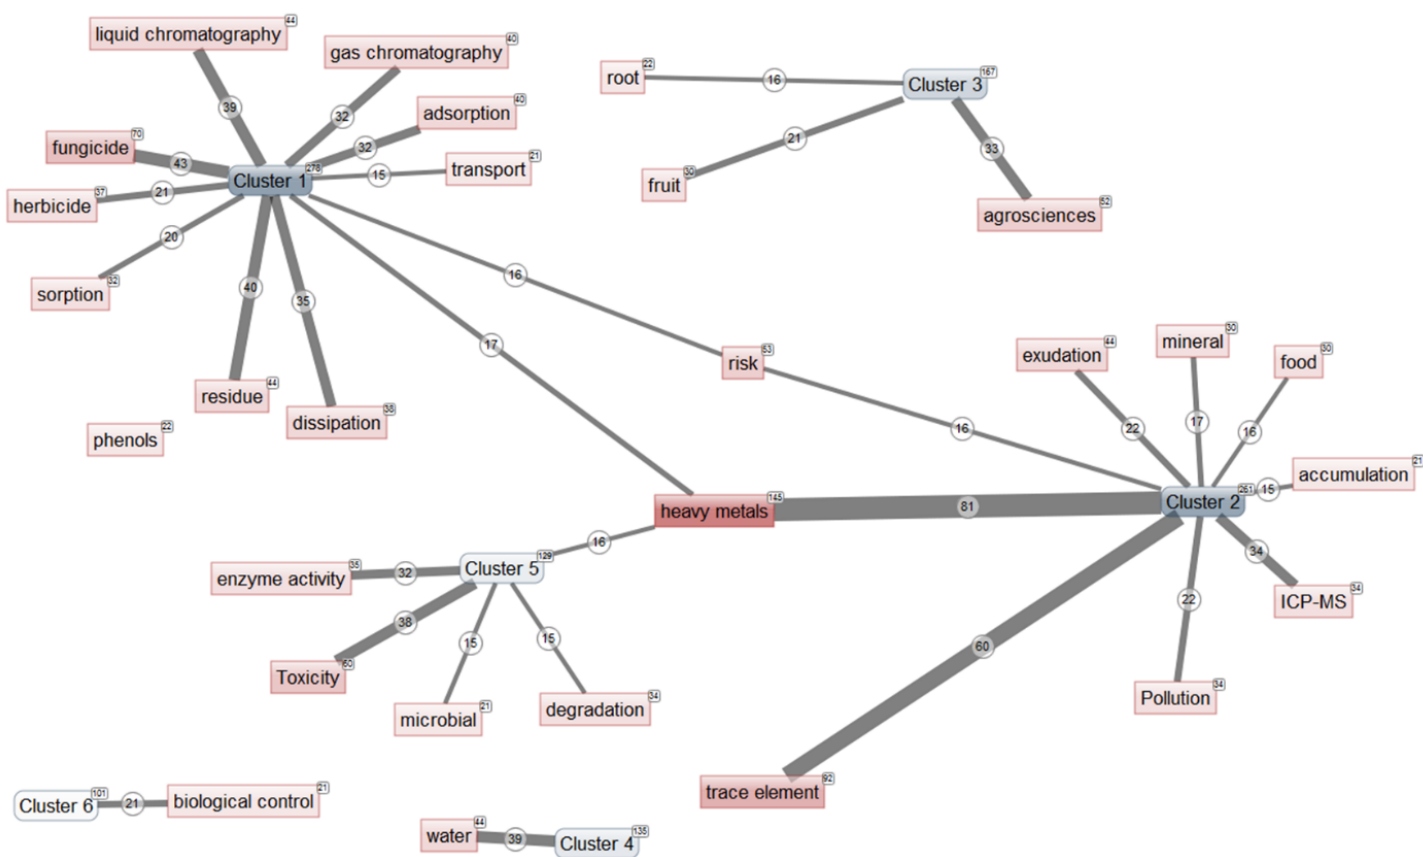 liquid chromatography 44
gas chromatography 40
39
32
adsorption 40
fungicide 70
43
32
Cluster 1 278
15
transport 21
herbicide 37
21
20
sorption 32
40
35
residue 44
dissipation 38
phenols 22
root 22
16
Cluster 3 167
21
33
fruit 30
agrosciences 52
16
17
risk 53
16
exudation 44
mineral 30
food 30
22
17
16
accumulation 21
15
Cluster 2 261
heavy metals 145
81
34
ICP-MS 34
22
Pollution 34
60
trace element 92
16
Cluster 5 129
enzyme activity 35
32
38
Toxicity 60
15
15
microbial 21
degradation 34
Cluster 6 101
21
biological control 21
water 44
39
Cluster 4 135